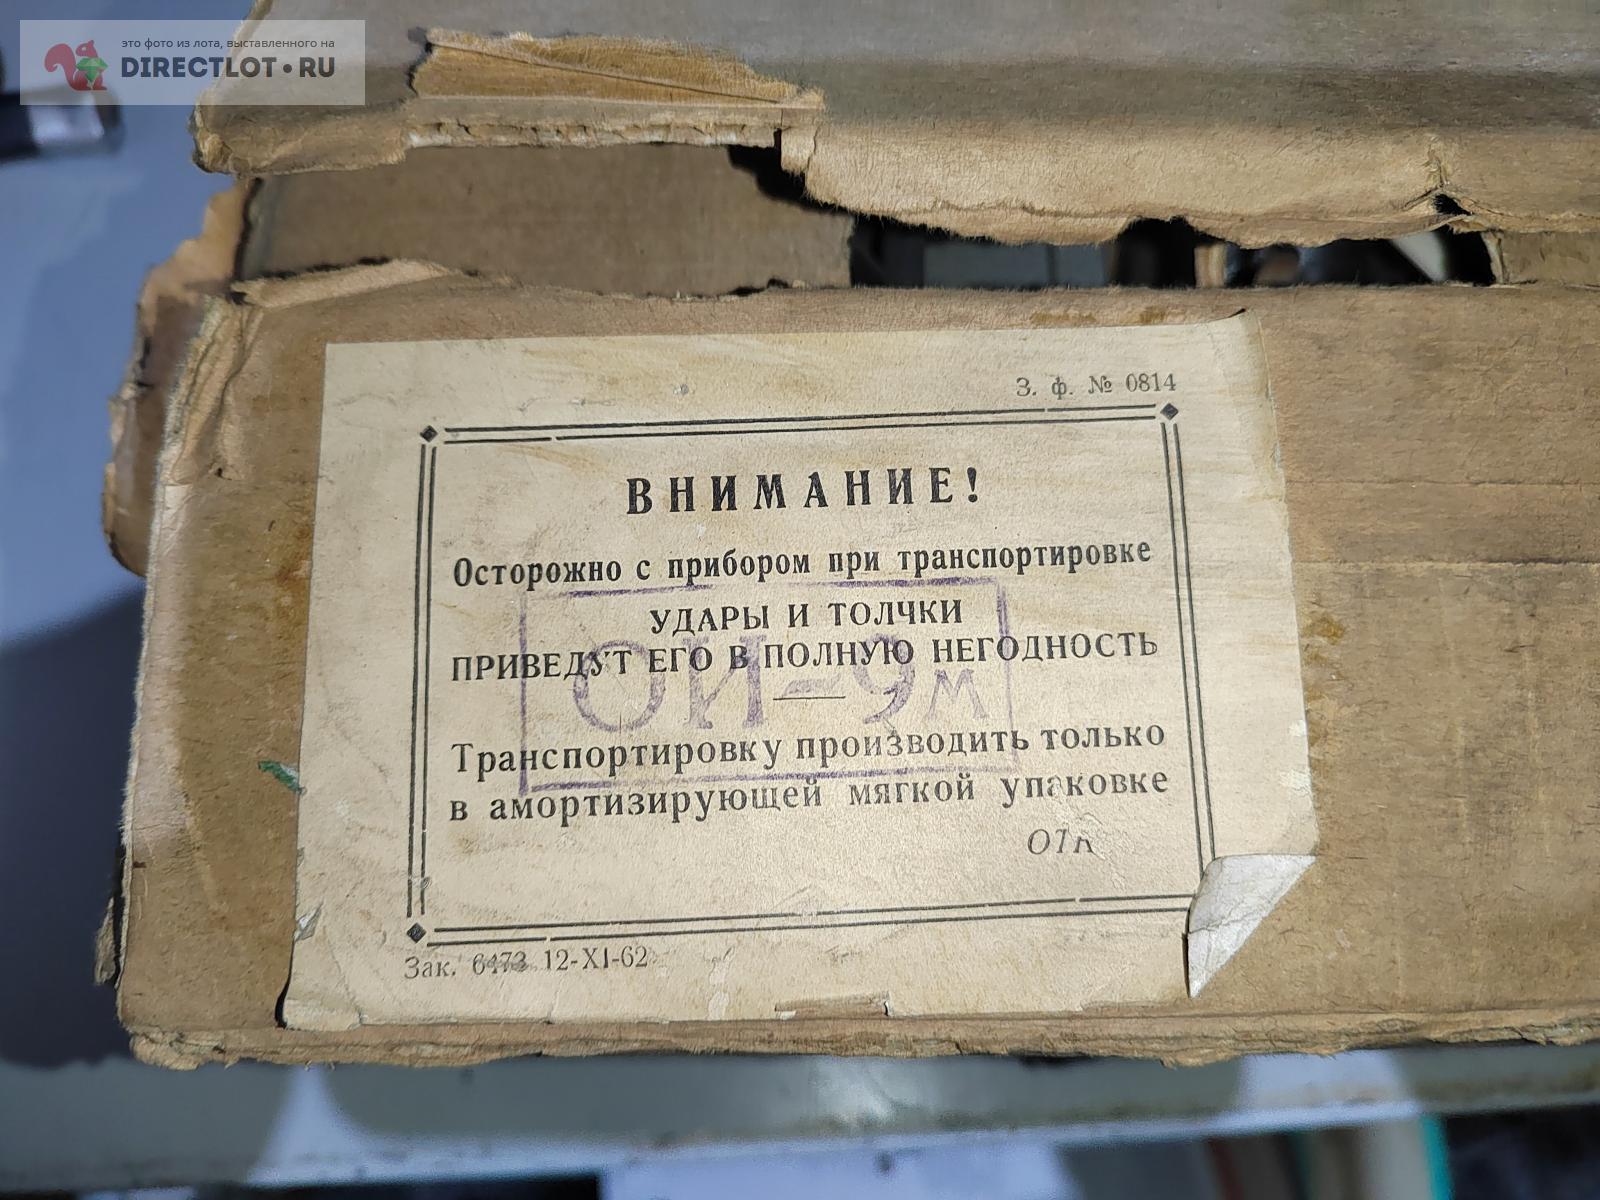 это фото из лота, выставленного на
DIRECTLOT•RU
З. ф. № 0814
ВНИМАНИЕ!
Осторожно с прибором при транспортировке
УДАРЫ И ТОЛЧКИ
ПРИВЕДУТ ЕГО В ПОЛНУЮ НЕГОДНОСТЬ
ОИ-9м
Транспортировку производить только
в амортизирующей мягкой упаковке
ОТК
Зак. 6473 12-XI-62